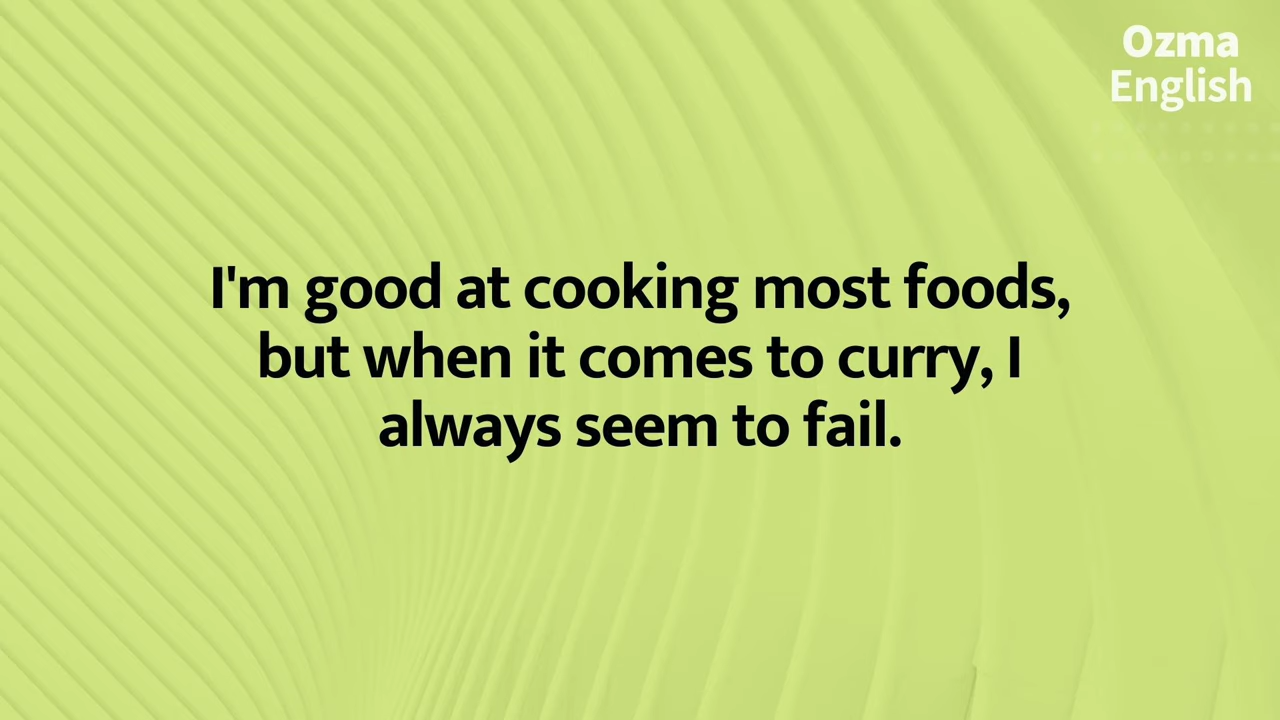 Ozma
English
I'm good at cooking most foods,
but when it comes to curry, I
always seem to fail.